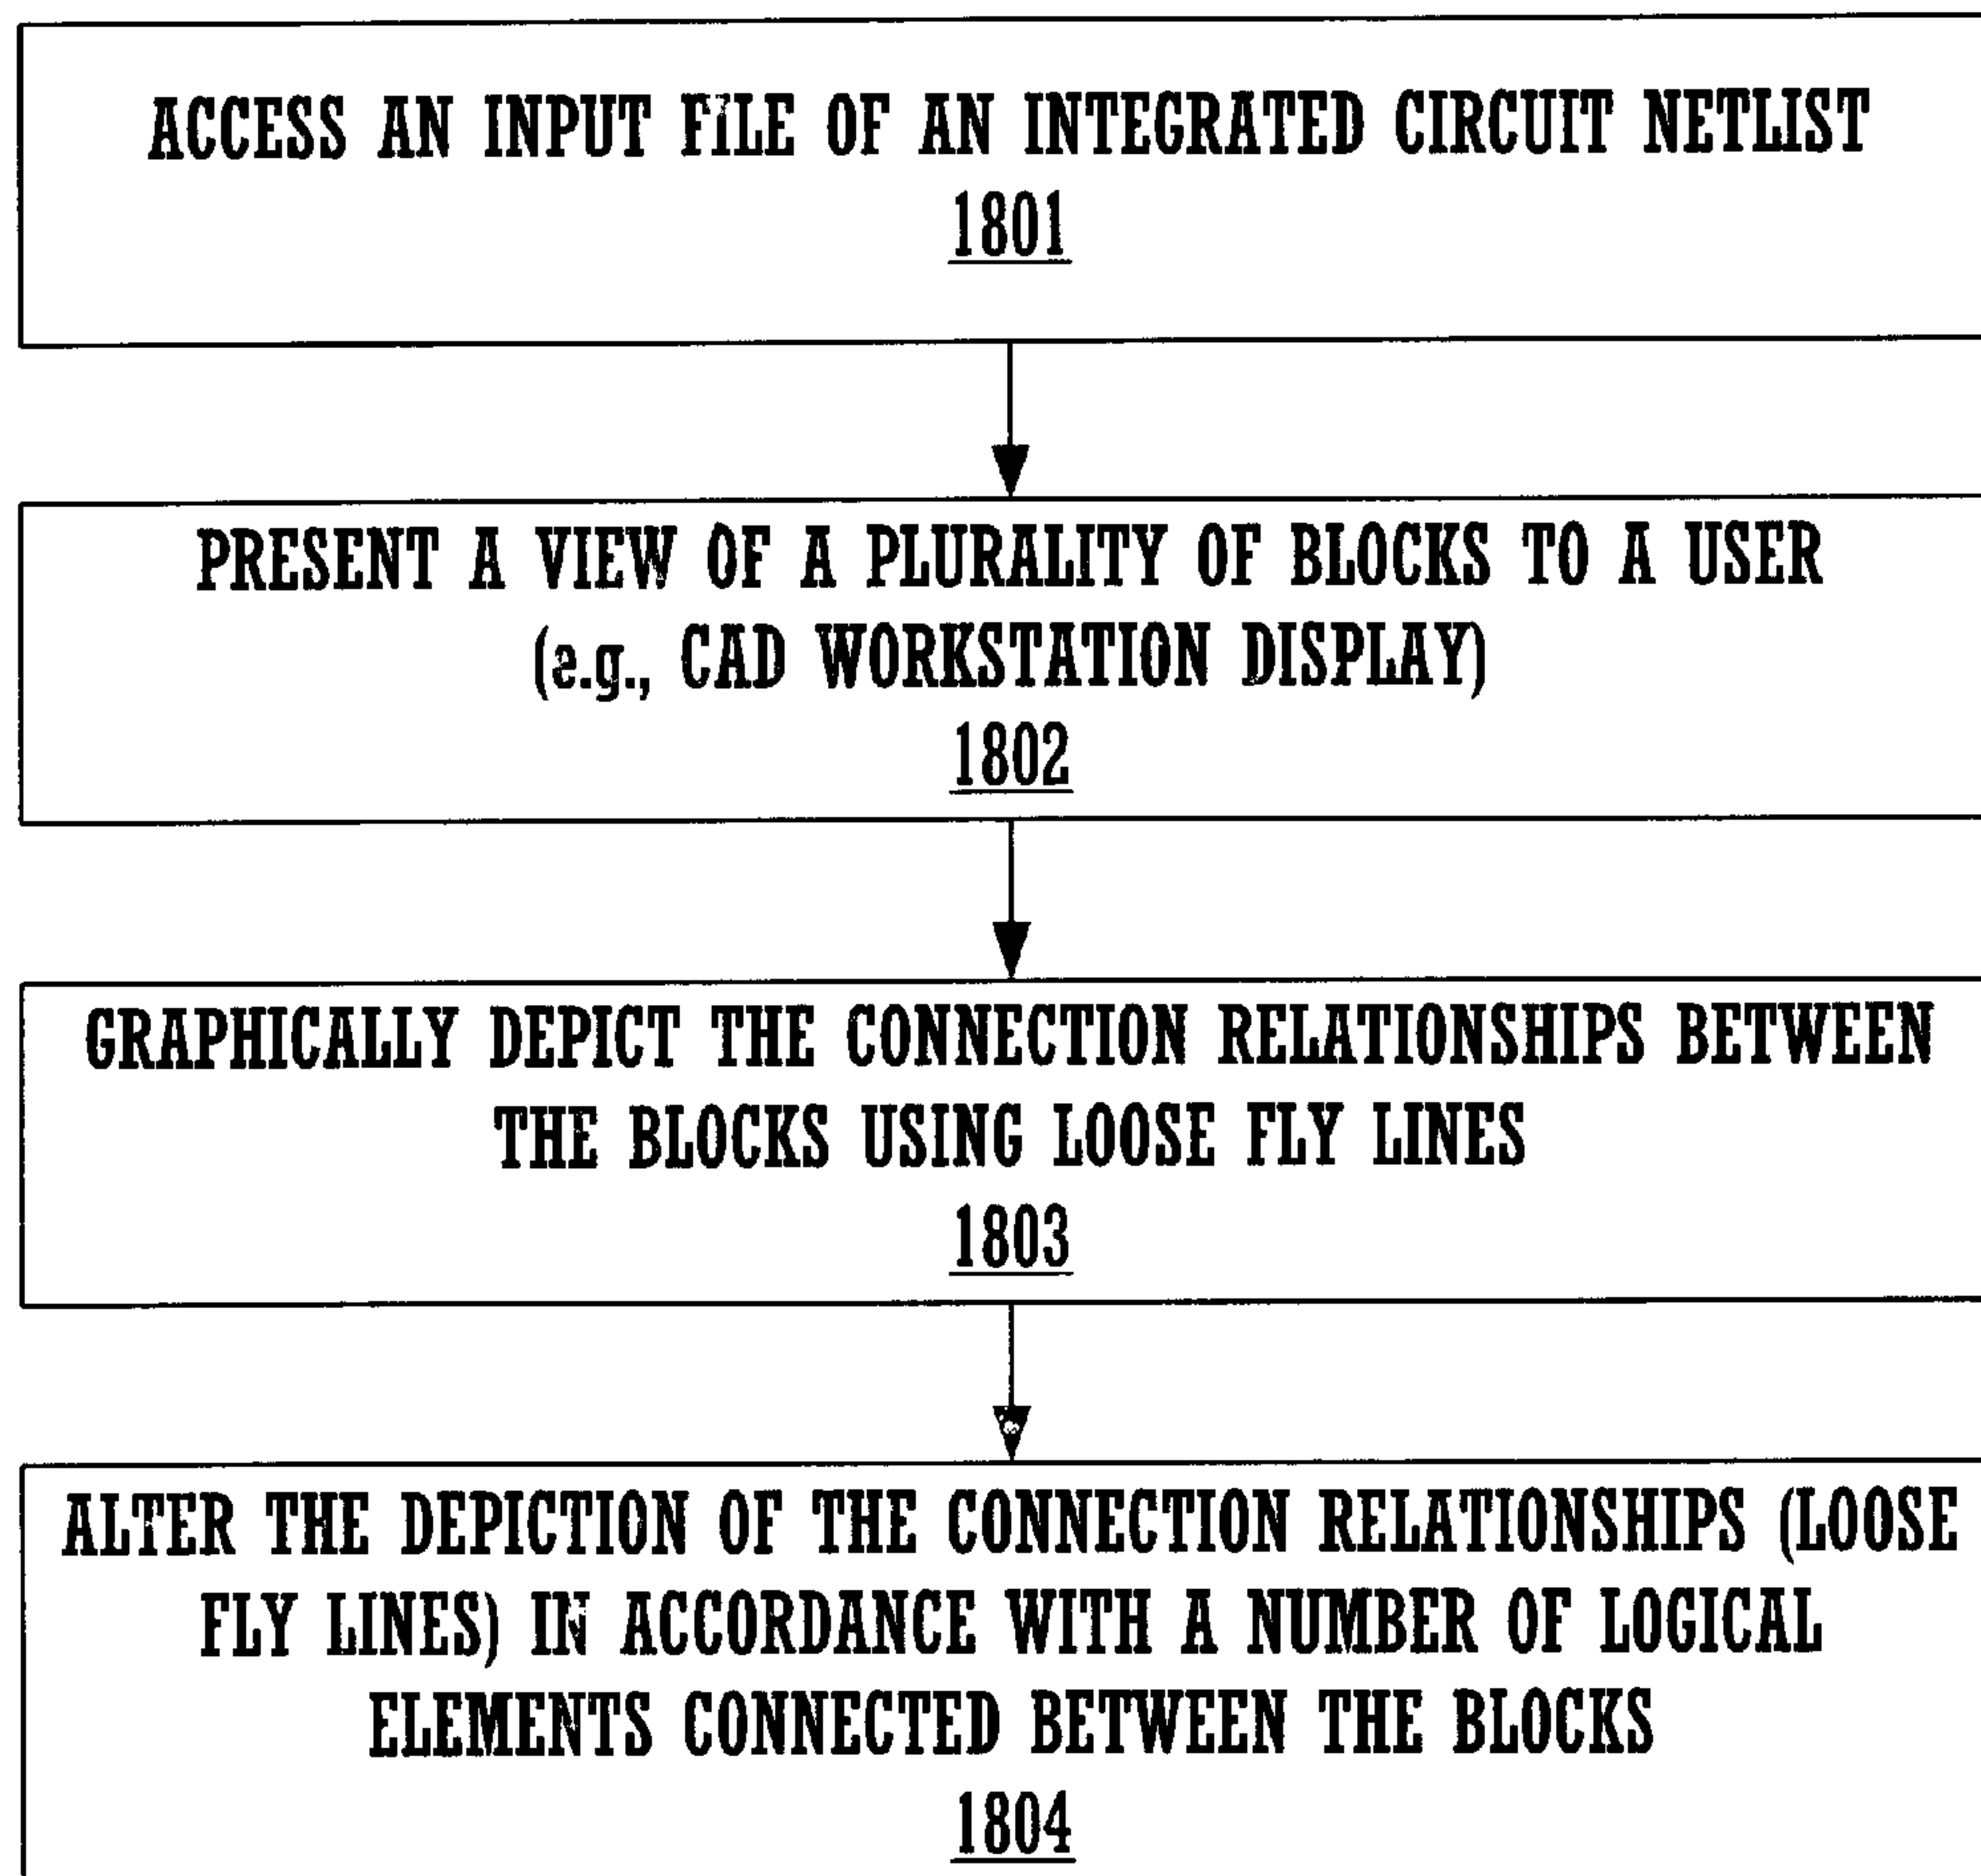 ACCESS AN INPUT FILE OF AN INTEGRATED CIRCUIT NETLIST
1801
PRESENT A VIEW OF A PLURALITY OF BLOCKS TO A USER
(e.g., CAD WORKSTATION DISPLAY)
1802
GRAPHICALLY DEPICT THE CONNECTION RELATIONSHIPS BETWEEN
THE BLOCKS USING LOOSE FLY LINES
1803
ALTER THE DEPICTION OF THE CONNECTION RELATIONSHIPS (LOOSE
FLY LINES) IN ACCORDANCE WITH A NUMBER OF LOGICAL
ELEMENTS CONNECTED BETWEEN THE BLOCKS
1804